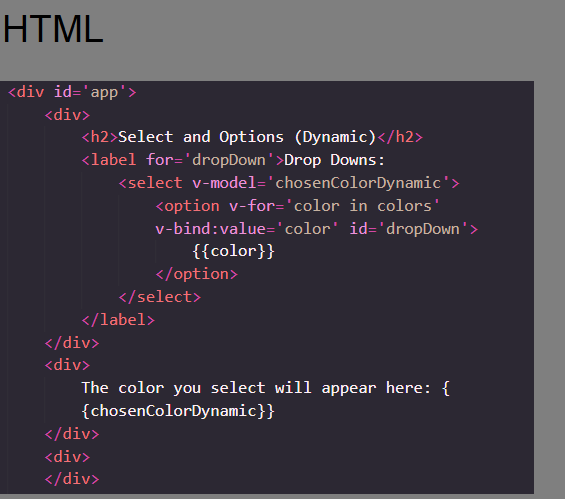 HTML
<div id='app'>
    <div>
        <h2>Select and Options (Dynamic)</h2>
        <label for='dropDown'>Drop Downs:
            <select v-model='chosenColorDynamic'>
                <option v-for='color in colors'
                v-bind:value='color' id='dropDown'>
                    {{color}}
                </option>
            </select>
        </label>
    </div>
    <div>
        The color you select will appear here: {
        {chosenColorDynamic}}
    </div>
    <div>
    </div>